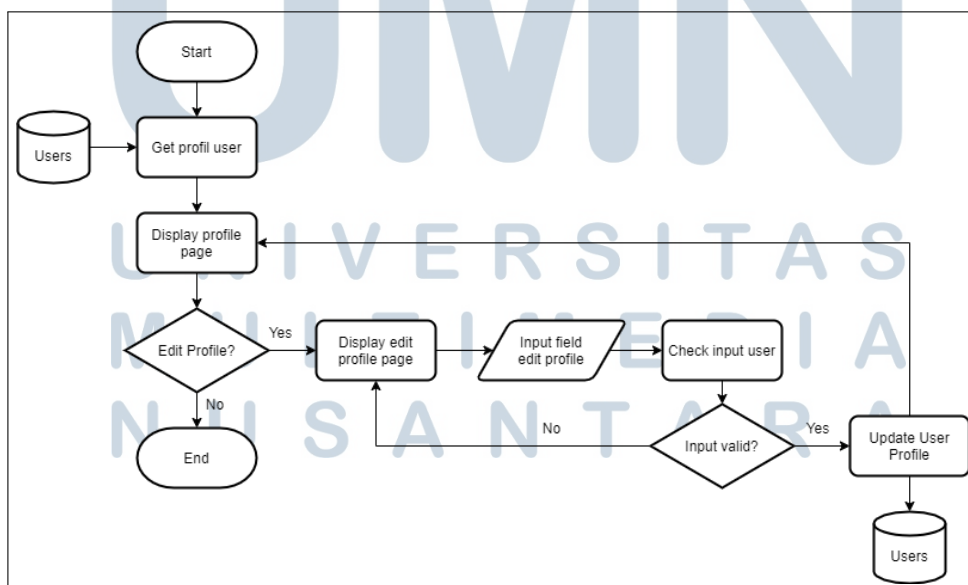 UMN
UNIVERSITAS
MULTIMEDIA
NUSANTARA
Start
Users
Get profil user
Display profile
page
Edit Profile?
Yes
Display edit
profile page
Input field
edit profile
Check input user
No
End
No
Input valid?
Yes
Update User
Profile
Users